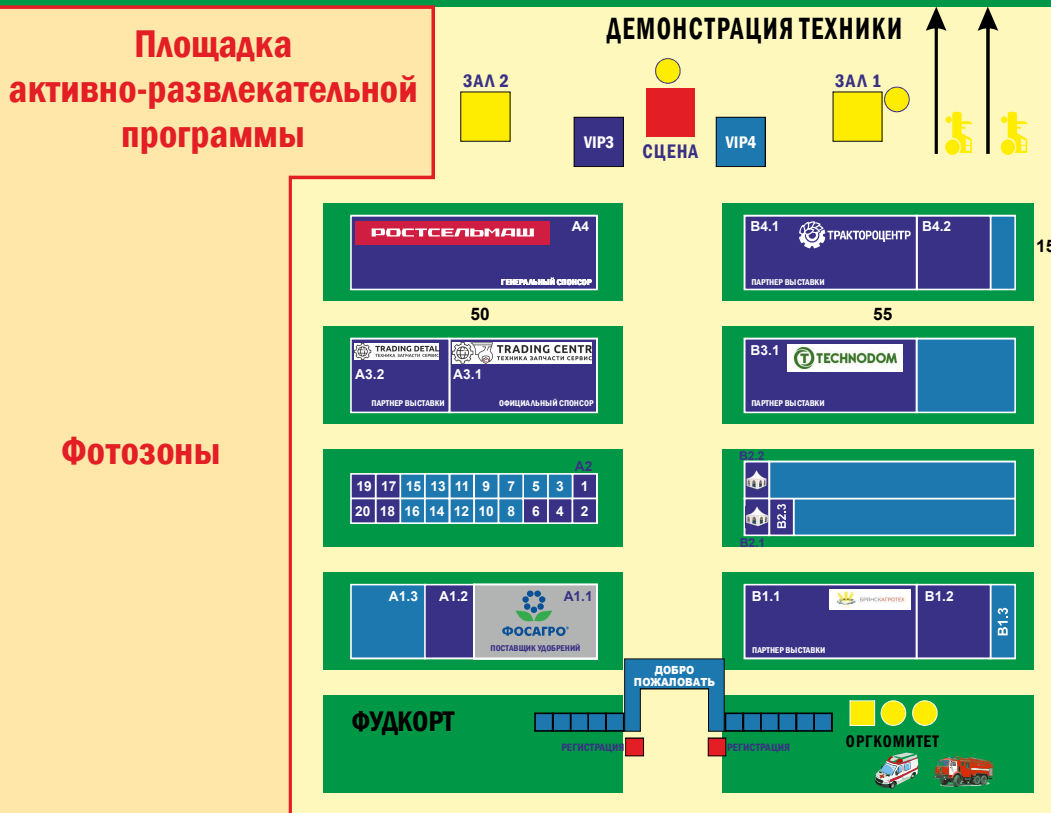 Площадка
активно-развлекательной
программы
ДЕМОНСТРАЦИЯ ТЕХНИКИ
ЗАЛ 2
ЗАЛ 1
VIP3
СЦЕНА
VIP4
РОСТСЕЛЬМАШ
A4
ГЕНЕРАЛЬНЫЙ СПОНСОР
B4.1
ТРАКТОРОЦЕНТР
B4.2
ПАРТНЕР ВЫСТАВКИ
15
50
55
TRADING DETAL
ТЕХНИКА ЗАПЧАСТИ СЕРВИС
A3.2
ПАРТНЕР ВЫСТАВКИ
TRADING CENTR
ТЕХНИКА ЗАПЧАСТИ СЕРВИС
A3.1
ОФИЦИАЛЬНЫЙ СПОНСОР
B3.1
TECHNODOM
ПАРТНЕР ВЫСТАВКИ
Фотозоны
A2
19 17 15 13 11 9 7 5 3 1
20 18 16 14 12 10 8 6 4 2
B2.2
B2.3
B2.1
A1.3
A1.2
A1.1
ФОСАГРО®
ПОСТАВЩИК УДОБРЕНИЙ
B1.1
БРЯНСКАГРОТЕХ
B1.2
B1.3
ПАРТНЕР ВЫСТАВКИ
ДОБРО
ПОЖАЛОВАТЬ
ФУДКОРТ
РЕГИСТРАЦИЯ
РЕГИСТРАЦИЯ
ОРГКОМИТЕТ